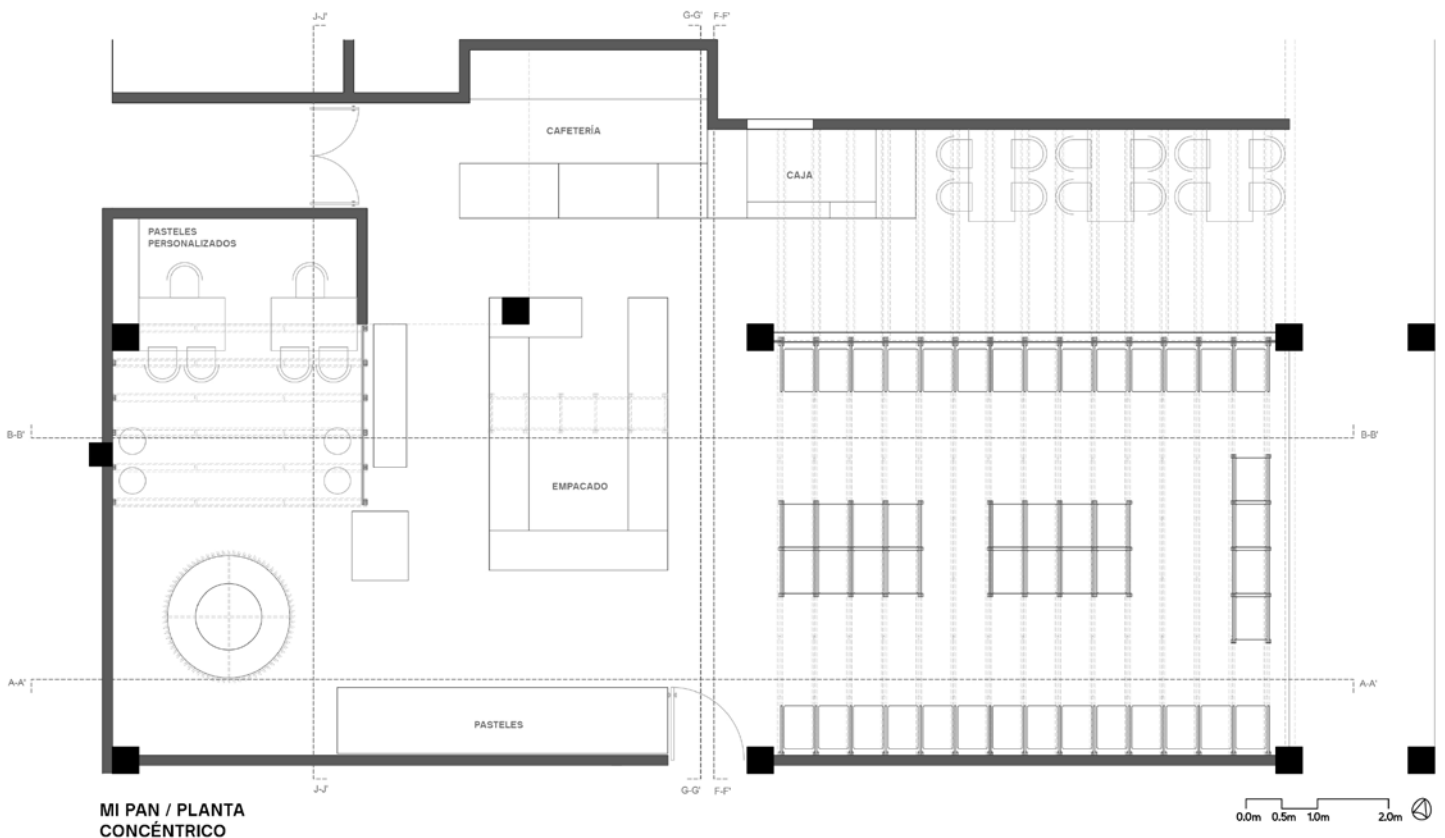 J-J'
G-G'
F-F'
CAFETERÍA
CAJA
PASTELES
PERSONALIZADOS
B-B'
B-B'
EMPACADO
A-A'
A-A'
PASTELES
J-J'
G-G'
F-F'
MI PAN / PLANTA
CONCÉNTRICO
0.0m 0.5m 1.0m 2.0m